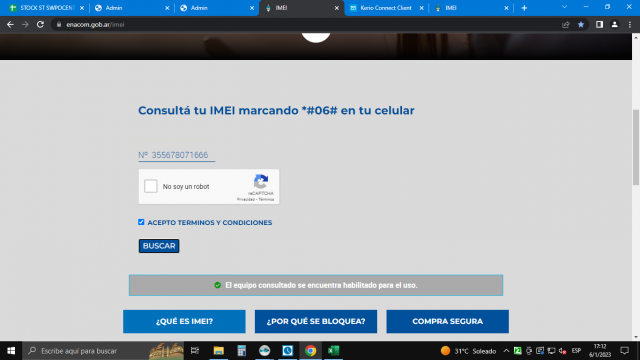 STOCK ST SWPOCENT
Admin
Admin
IMEI
Kerio Connect Client
IMEI
enacom.gob.ar/imei
Consultá tu IMEI marcando *#06# en tu celular
Nº 355678071666
No soy un robot
reCAPTCHA
Privacidad - Términos
ACEPTO TERMINOS Y CONDICIONES
BUSCAR
El equipo consultado se encuentra habilitado para el uso.
¿QUÉ ES IMEI?
¿POR QUÉ SE BLOQUEA?
COMPRA SEGURA
Escribe aquí para buscar
31°C Soleado
ESP
17:12
6/1/2023